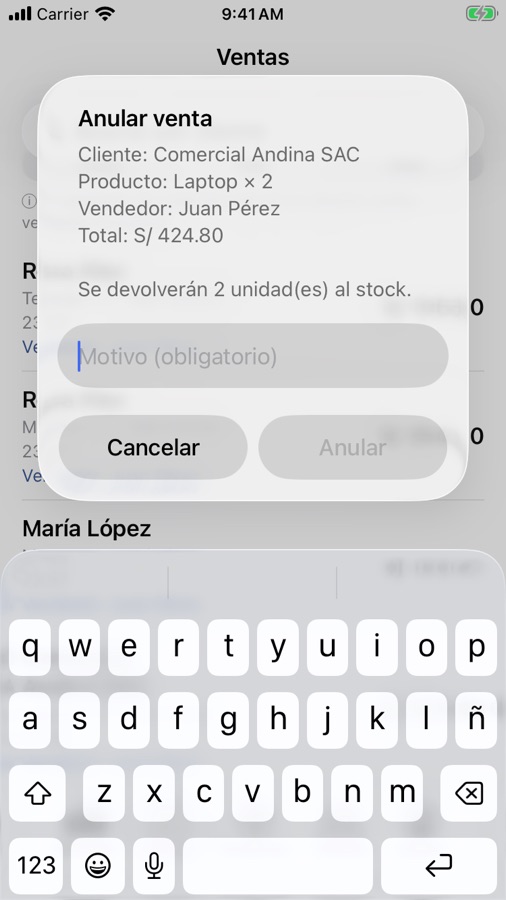 Carrier 9:41 AM
Ventas
Anular venta
Cliente: Comercial Andina SAC
Producto: Laptop × 2
Vendedor: Juan Pérez
Total: S/ 424.80
Se devolverán 2 unidad(es) al stock.
Motivo (obligatorio)
Cancelar Anular
María López
q w e r t y u i o p
a s d f g h j k l ñ
z x c v b n m
123